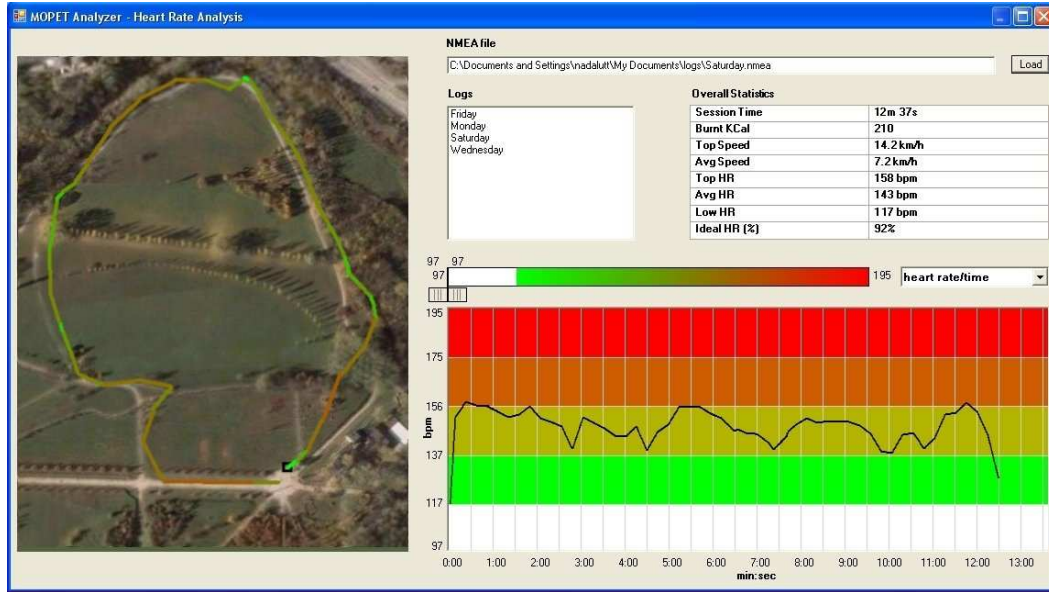 MOPET Analyzer - Heart Rate Analysis
NMEA file
C:\Documents and Settings\nadalutt\My Documents\logs\Saturday.nmea
Load
Logs
Friday
Monday
Saturday
Wednesday
Overall Statistics
Session Time 12m 37s
Burnt KCal 210
Top Speed 14.2 km/h
Avg Speed 7.2 km/h
Top HR 158 bpm
Avg HR 143 bpm
Low HR 117 bpm
Ideal HR (%) 92%
97 97
97 195 heart rate/time
195
175
156
bpm
137
117
97
0:00 1:00 2:00 3:00 4:00 5:00 6:00 7:00 8:00 9:00 10:00 11:00 12:00 13:00
min:sec